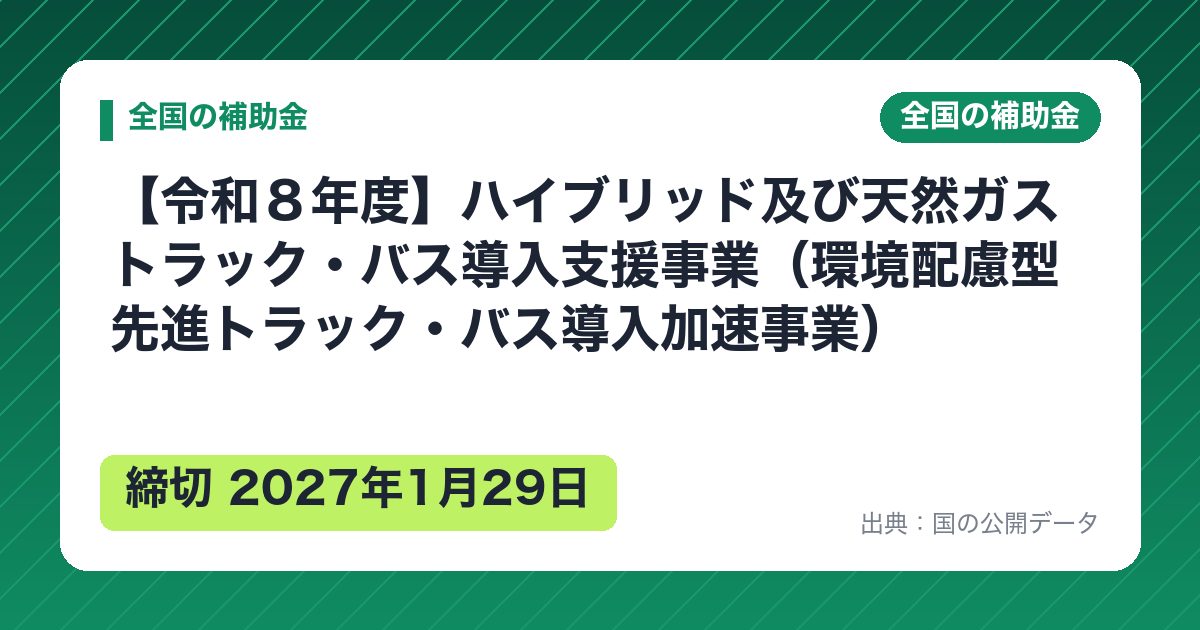 全国の補助金
全国の補助金
【令和８年度】ハイブリッド及び天然ガス
トラック・バス導入支援事業（環境配慮型
先進トラック・バス導入加速事業）
締切 2027年1月29日
出典：国の公開データ